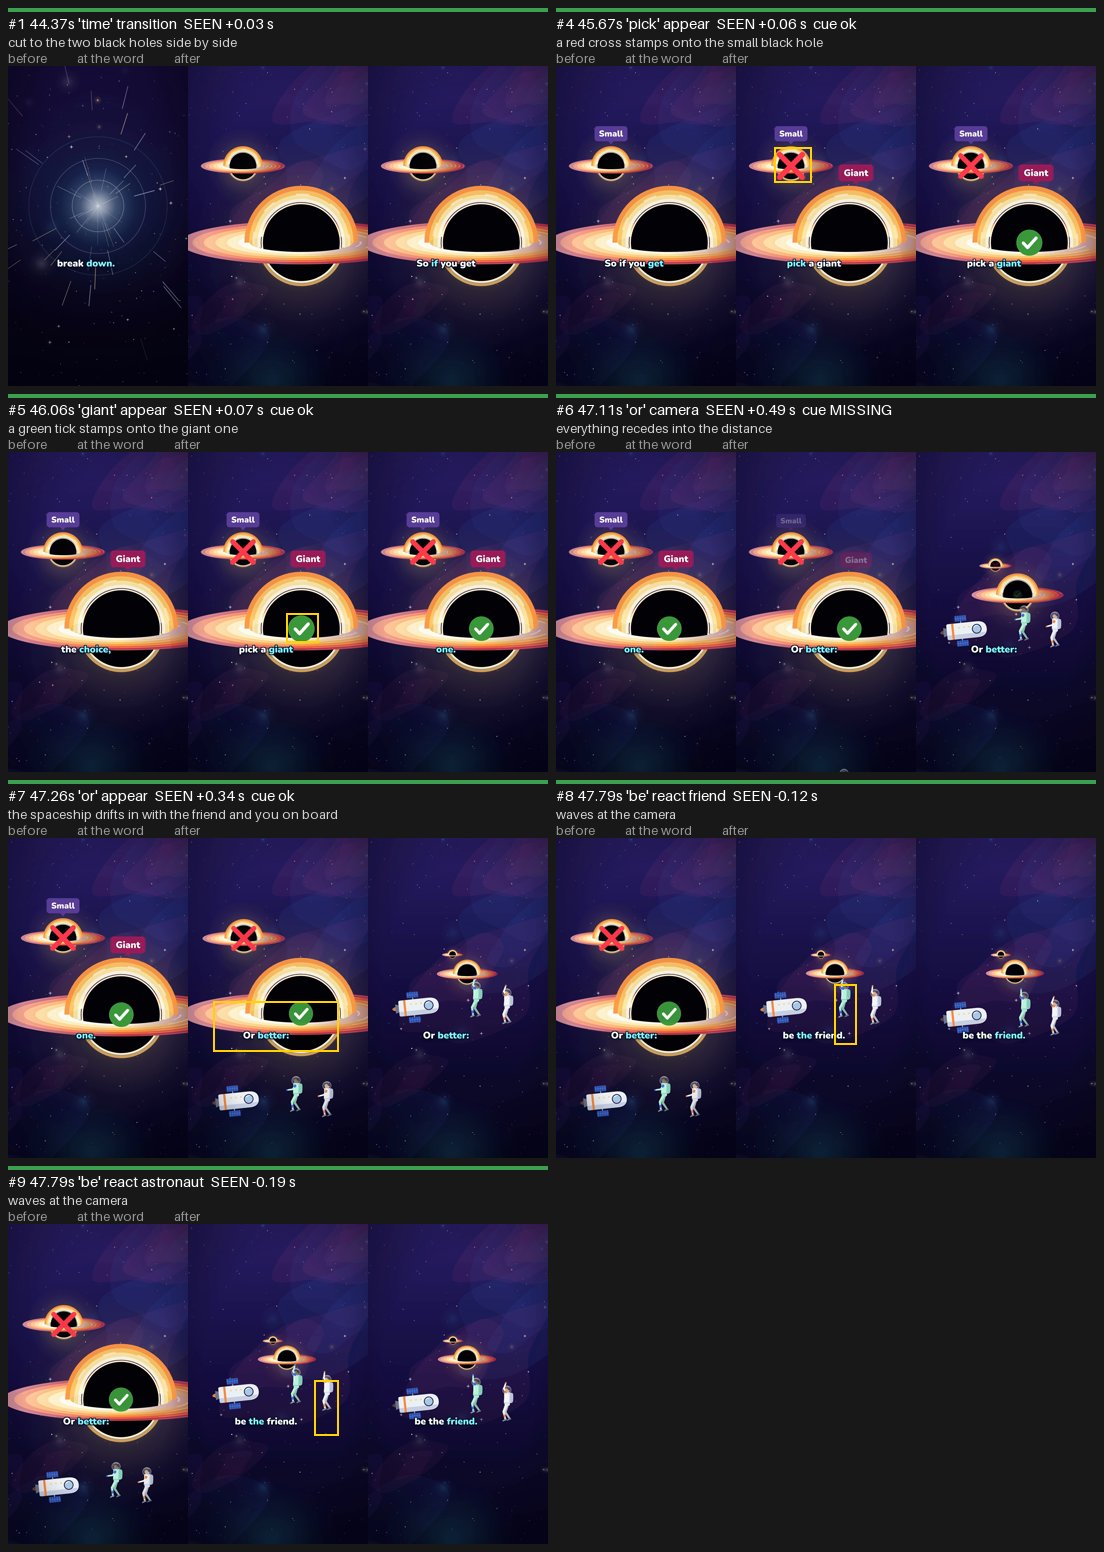 #1 44.37s 'time' transition  SEEN +0.03 s
cut to the two black holes side by side
before at the word after
break down.
So if you get
#4 45.67s 'pick' appear  SEEN +0.06 s  cue ok
a red cross stamps onto the small black hole
before at the word after
Small
So if you get
Small
Giant
pick a giant
Small
Giant
pick a giant
#5 46.06s 'giant' appear  SEEN +0.07 s  cue ok
a green tick stamps onto the giant one
before at the word after
Small
Giant
the choice,
Small
Giant
pick a giant
Small
Giant
one.
#6 47.11s 'or' camera  SEEN +0.49 s  cue MISSING
everything recedes into the distance
before at the word after
Small
Giant
one.
Small
Giant
Or better:
Or better:
#7 47.26s 'or' appear  SEEN +0.34 s  cue ok
the spaceship drifts in with the friend and you on board
before at the word after
Small
Giant
one.
Or better:
Or better:
#8 47.79s 'be' react friend  SEEN -0.12 s
waves at the camera
before at the word after
Or better:
be the friend.
be the friend.
#9 47.79s 'be' react astronaut  SEEN -0.19 s
waves at the camera
before at the word after
Or better:
be the friend.
be the friend.